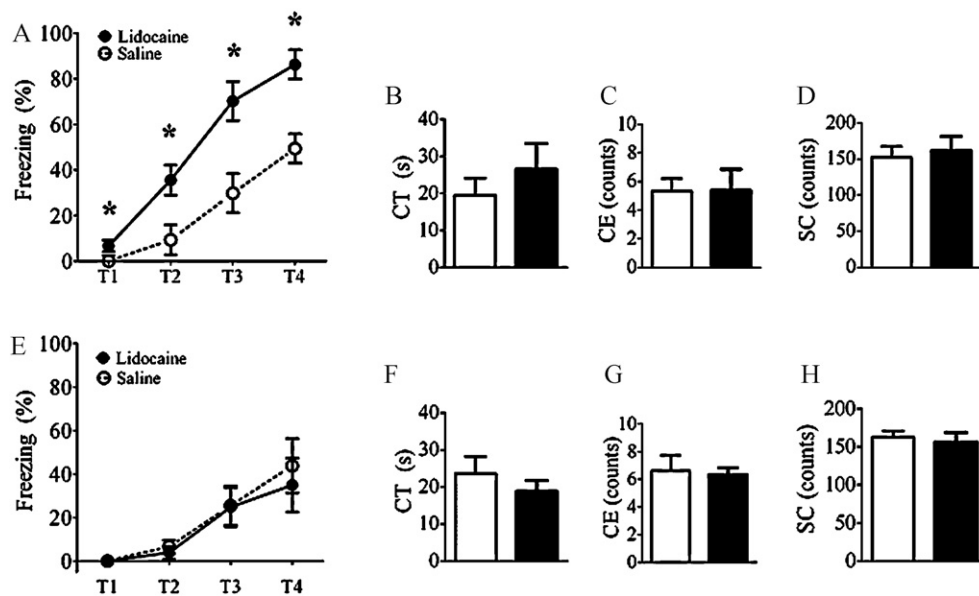 A
Lidocaine
Saline
Freezing (%)
100
80
60
40
20
0
* * * *
T1 T2 T3 T4
B
CT (s)
40
30
20
10
0
C
CE (counts)
10
8
6
4
2
0
D
SC (counts)
200
150
100
50
0
E
Lidocaine
Saline
Freezing (%)
100
80
60
40
20
0
T1 T2 T3 T4
F
CT (s)
40
30
20
10
0
G
CE (counts)
10
8
6
4
2
0
H
SC (counts)
200
150
100
50
0